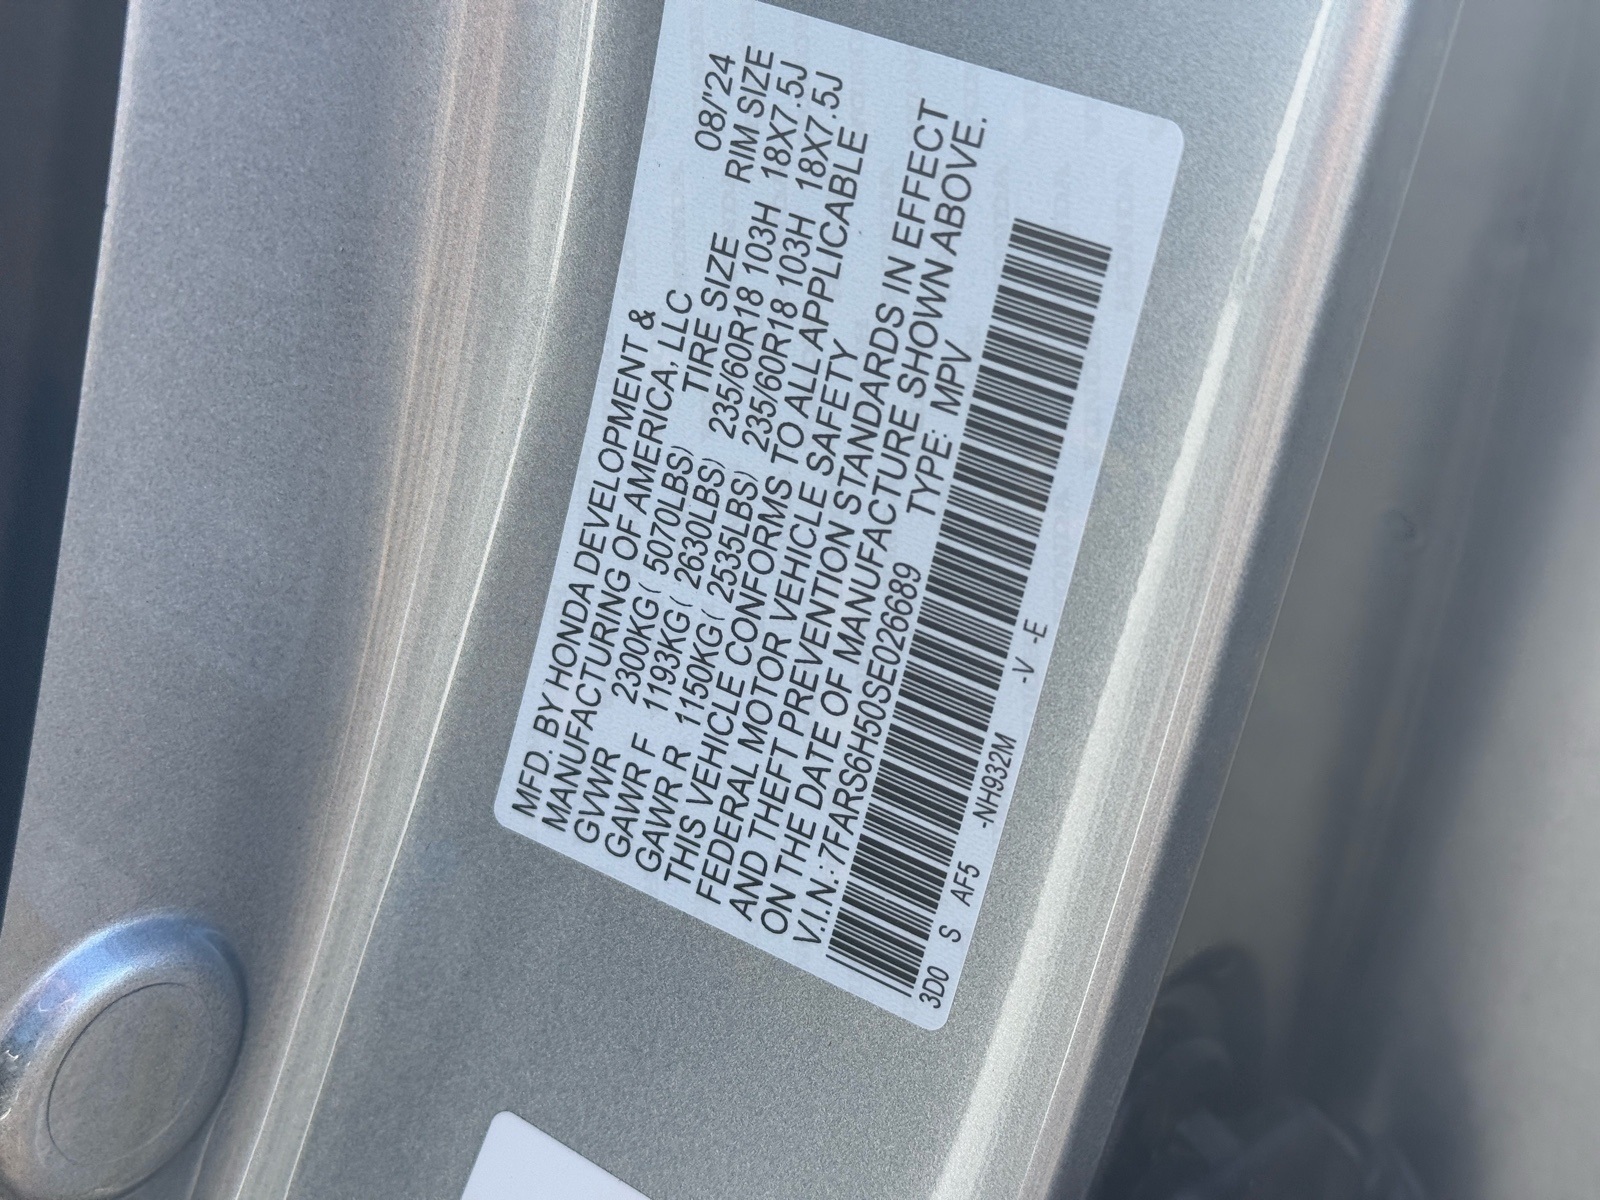 MFD. BY HONDA DEVELOPMENT &
MANUFACTURING OF AMERICA, LLC 08/'24
GVWR 2300KG( 5070LBS) TIRE SIZE RIM SIZE
GAWR F 1193KG( 2630LBS) 235/60R18 103H 18X7.5J
GAWR R 1150KG( 2535LBS) 235/60R18 103H 18X7.5J
THIS VEHICLE CONFORMS TO ALL APPLICABLE
FEDERAL MOTOR VEHICLE SAFETY
AND THEFT PREVENTION STANDARDS IN EFFECT
ON THE DATE OF MANUFACTURE SHOWN ABOVE.
V.I.N.:7FARS6H50SE026689 TYPE: MPV
3D0 S AF5 -NH932M -V -E